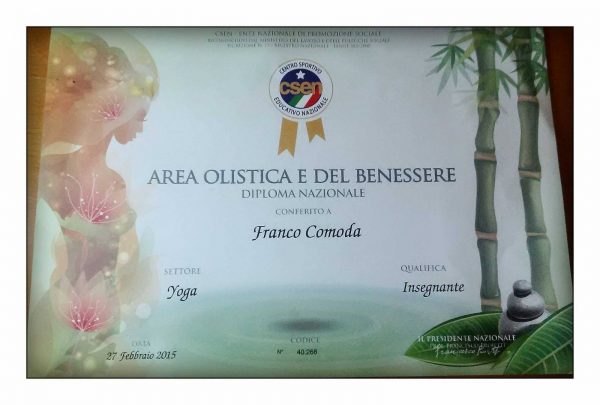 CSEN - ENTE NAZIONALE DI PROMOZIONE SOCIALE
CENTRO SPORTIVO
csen
EDUCATIVO NAZIONALE
AREA OLISTICA E DEL BENESSERE
DIPLOMA NAZIONALE
CONFERITO A
Franco Comoda
SETTORE
Yoga
QUALIFICA
Insegnante
DATA
27 Febbraio 2015
CODICE
N° 40.268
IL PRESIDENTE NAZIONALE